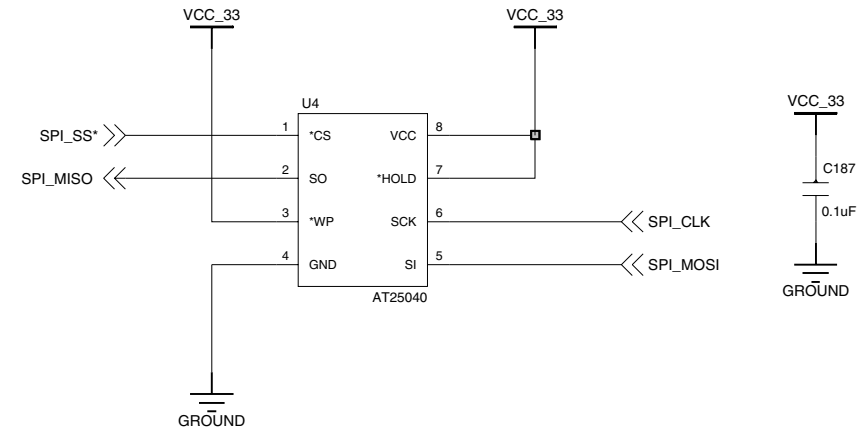 VCC_33 VCC_33
VCC_33
U4
SPI_SS* 1 *CS VCC 8
C187
SPI_MISO 2 SO *HOLD 7
0.1uF
3 *WP SCK 6 SPI_CLK
4 GND SI 5 SPI_MOSI
GROUND
AT25040
GROUND